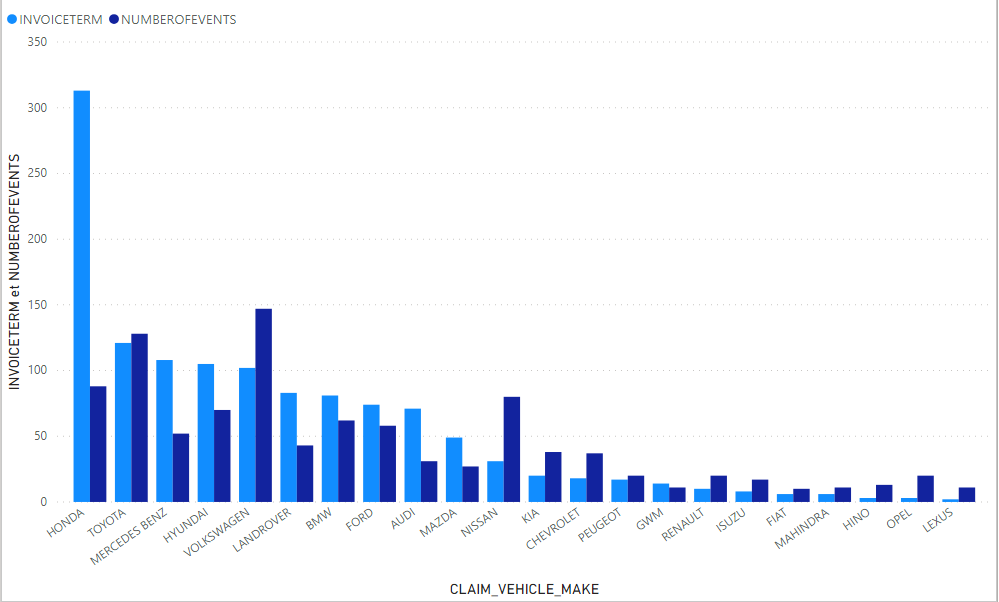 INVOICETERM NUMBEROFEVENTS
350
300
250
200
150
100
50
0
INVOICETERM et NUMBEROFEVENTS
HONDA
TOYOTA
MERCEDES BENZ
HYUNDAI
VOLKSWAGEN
LANDROVER
BMW
FORD
AUDI
MAZDA
NISSAN
KIA
CHEVROLET
PEUGEOT
GWM
RENAULT
ISUZU
FIAT
MAHINDRA
HINO
OPEL
LEXUS
CLAIM_VEHICLE_MAKE